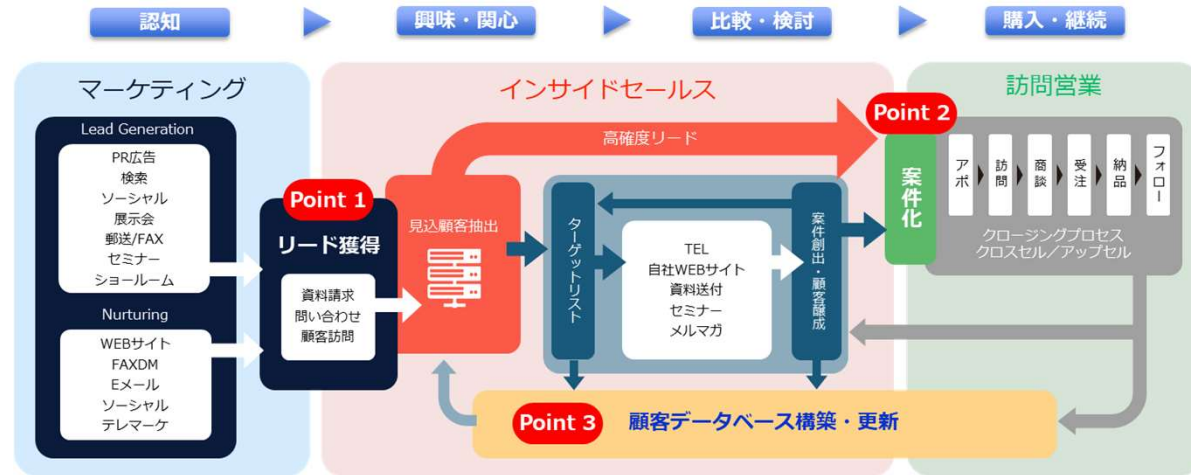 認知
興味・関心
比較・検討
購入・継続
マーケティング
インサイドセールス
訪問営業
Lead Generation
PR広告
検索
ソーシャル
展示会
郵送/FAX
セミナー
ショールーム
Nurturing
WEBサイト
FAXDM
Eメール
ソーシャル
テレマーケ
Point 1
リード獲得
資料請求
問い合わせ
顧客訪問
見込顧客抽出
高確度リード
ターゲットリスト
TEL
自社WEBサイト
資料送付
セミナー
メルマガ
案件創出・顧客醸成
Point 2
案件化
アポ
訪問
商談
受注
納品
フォロー
クロージングプロセス
クロスセル／アップセル
Point 3
顧客データベース構築・更新